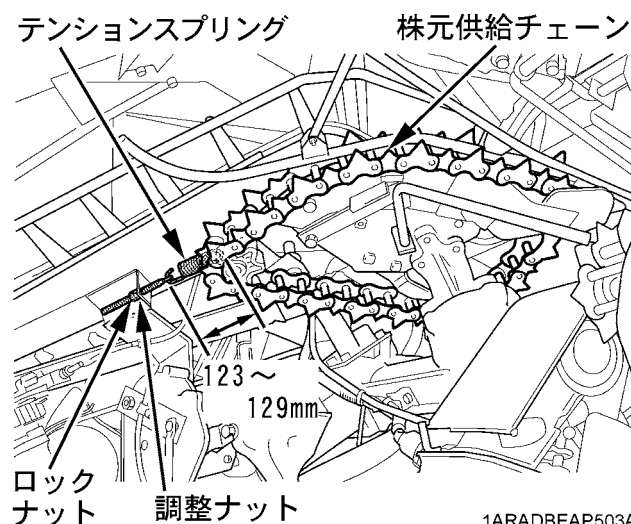 テンションスプリング
株元供給チェーン
123～
129mm
ロック
ナット
調整ナット
1ARADBEAP503A